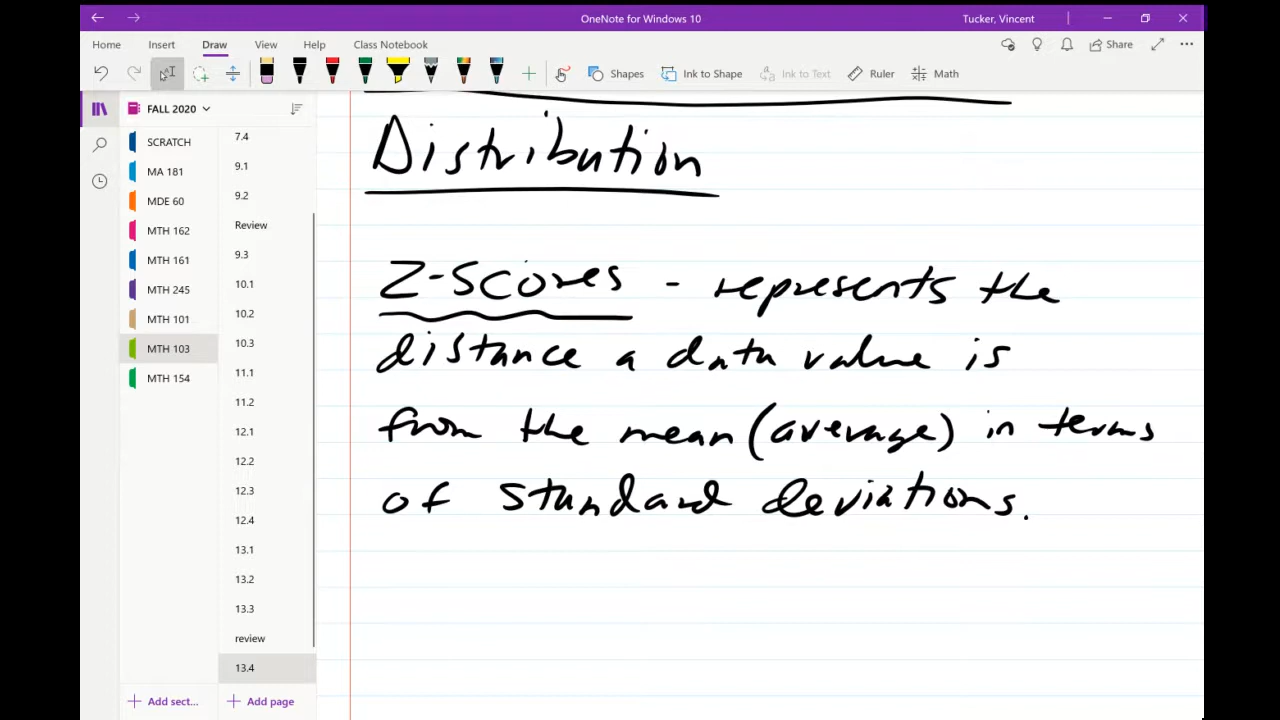 OneNote for Windows 10
Tucker, Vincent
Home Insert Draw View Help Class Notebook
Share
Shapes Ink to Shape Ink to Text Ruler Math
FALL 2020
SCRATCH
MA 181
MDE 60
MTH 162
MTH 161
MTH 245
MTH 101
MTH 103
MTH 154
Add sect...
7.4
9.1
9.2
Review
9.3
10.1
10.2
10.3
11.1
11.2
12.1
12.2
12.3
12.4
13.1
13.2
13.3
review
13.4
Add page
Distribution
Z-Scores - represents the
distance a data value is
from the mean (average) in terms
of standard deviations.